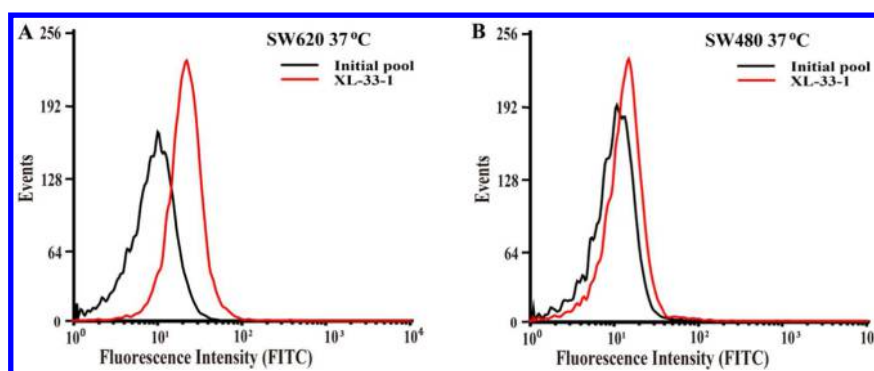 A
SW620 37 °C
Initial pool
XL-33-1
Events
256
192
128
64
0
10⁰ 10¹ 10² 10³ 10⁴
Fluorescence Intensity (FITC)
B
SW480 37 °C
Initial pool
XL-33-1
Events
256
192
128
64
0
10⁰ 10¹ 10² 10³ 10
Fluorescence Intensity (FITC)